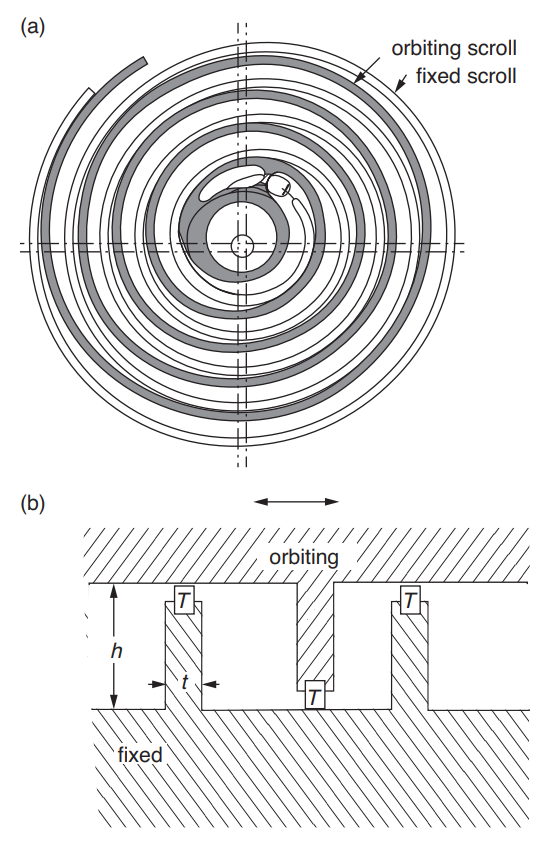 (a)
orbiting scroll
fixed scroll
(b)
orbiting
T
T
h
t
T
fixed